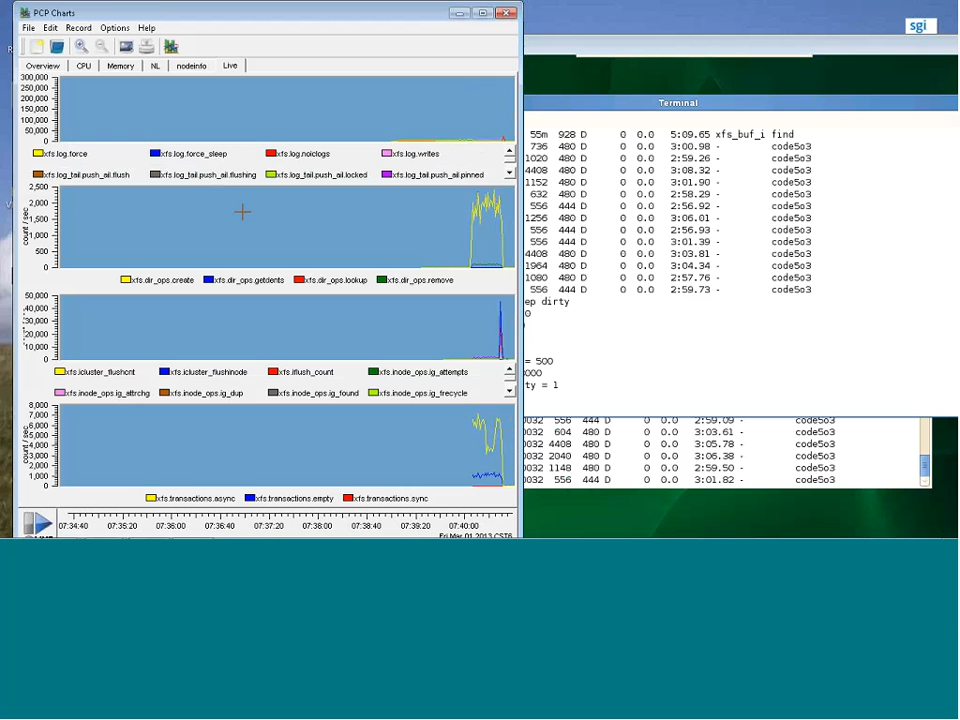 PCP Charts
File Edit Record Options Help
Overview CPU Memory NL nodeinfo Live
300,000
250,000
200,000
150,000
100,000
50,000
0
xfs.log.force xfs.log.force_sleep xfs.log.noiclogs xfs.log.writes
xfs.log_tail.push_ail.flush xfs.log_tail.push_ail.flushing xfs.log_tail.push_ail.locked xfs.log_tail.push_ail.pinned
count / sec
2,500
2,000
1,500
1,000
500
0
xfs.dir_ops.create xfs.dir_ops.getdents xfs.dir_ops.lookup xfs.dir_ops.remove
50,000
40,000
30,000
20,000
10,000
0
xfs.icluster_flushcnt xfs.icluster_flushinode xfs.iflush_count xfs.inode_ops.ig_attempts
xfs.inode_ops.ig_attrchg xfs.inode_ops.ig_dup xfs.inode_ops.ig_found xfs.inode_ops.ig_frecycle
count / sec
8,000
7,000
6,000
5,000
4,000
3,000
2,000
1,000
0
xfs.transactions.async xfs.transactions.empty xfs.transactions.sync
07:34:40 07:35:20 07:36:00 07:36:40 07:37:20 07:38:00 07:38:40 07:39:20 07:40:00
Fri Mar 01 2013 CST6
sgi
Terminal
55m 928 D 0 0.0 5:09.65 xfs_buf_i find
736 480 D 0 0.0 3:00.98 - code5o3
1020 480 D 0 0.0 2:59.26 - code5o3
4408 480 D 0 0.0 3:08.32 - code5o3
1152 480 D 0 0.0 3:01.90 - code5o3
632 480 D 0 0.0 2:58.29 - code5o3
556 444 D 0 0.0 2:56.92 - code5o3
1256 480 D 0 0.0 3:06.01 - code5o3
556 444 D 0 0.0 2:56.93 - code5o3
556 444 D 0 0.0 3:01.39 - code5o3
4408 480 D 0 0.0 3:03.81 - code5o3
1964 480 D 0 0.0 3:04.34 - code5o3
1080 480 D 0 0.0 2:57.76 - code5o3
556 444 D 0 0.0 2:59.73 - code5o3
ep dirty
0
= 500
3000
ty = 1
0032 556 444 D 0 0.0 2:59.09 - code5o3
0032 604 480 D 0 0.0 3:03.61 - code5o3
0032 4408 480 D 0 0.0 3:05.78 - code5o3
0032 2040 480 D 0 0.0 3:06.38 - code5o3
0032 1148 480 D 0 0.0 2:59.50 - code5o3
0032 556 444 D 0 0.0 3:01.82 - code5o3